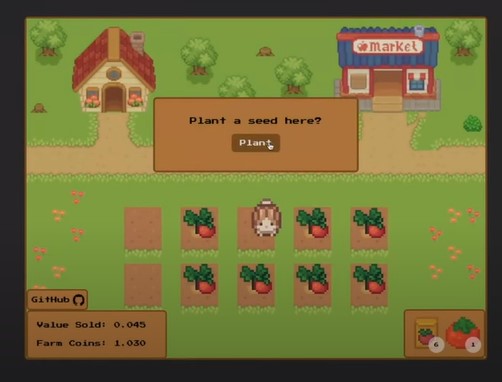 Market
Plant a seed here?
Plant
GitHub
Value Sold: 0.045
Farm Coins: 1.030
6
1